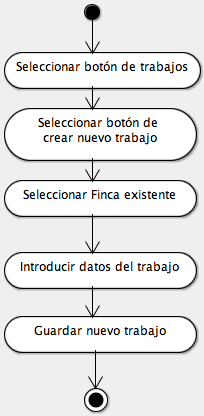 Seleccionar botón de trabajos
Seleccionar botón de
crear nuevo trabajo
Seleccionar Finca existente
Introducir datos del trabajo
Guardar nuevo trabajo